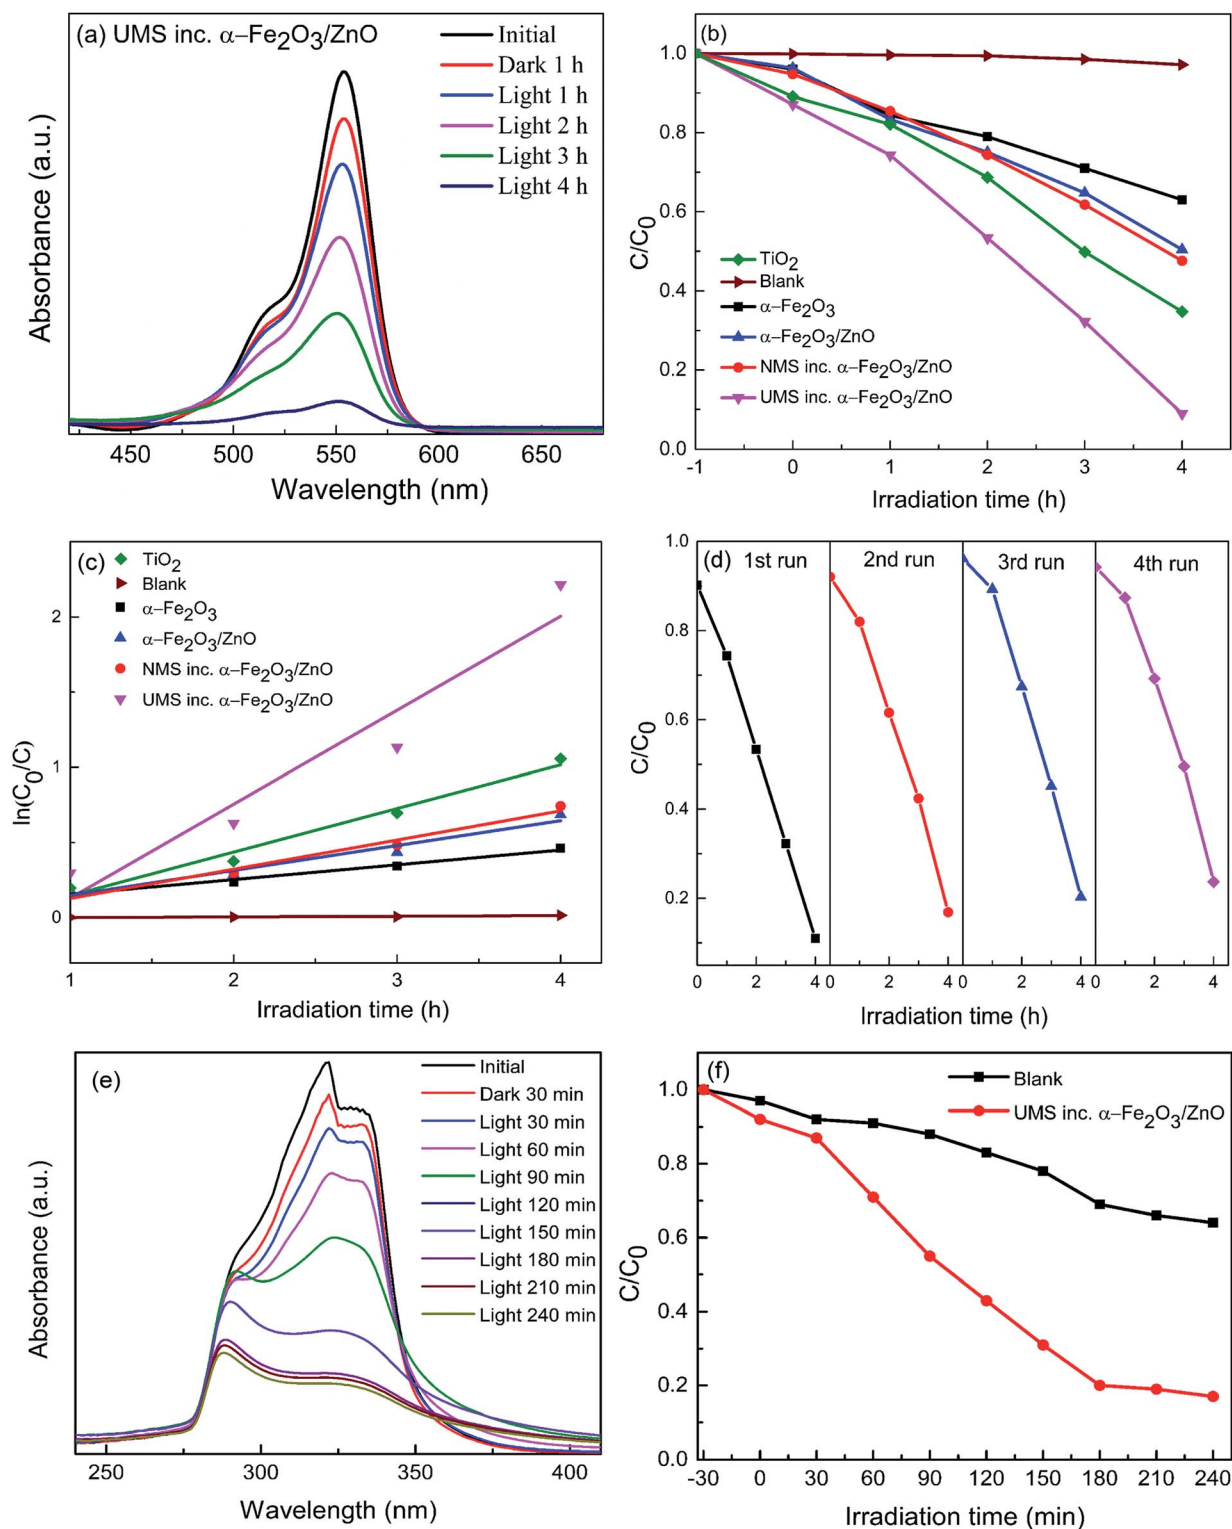 (a) UMS inc. α–Fe₂O₃/ZnO
Initial
Dark 1 h
Light 1 h
Light 2 h
Light 3 h
Light 4 h
Absorbance (a.u.)
450 500 550 600 650
Wavelength (nm)
(b)
1.0
0.8
0.6
0.4
0.2
0.0
C/C₀
TiO₂
Blank
α–Fe₂O₃
α–Fe₂O₃/ZnO
NMS inc. α–Fe₂O₃/ZnO
UMS inc. α–Fe₂O₃/ZnO
-1 0 1 2 3 4
Irradiation time (h)
(c)
TiO₂
Blank
α–Fe₂O₃
α–Fe₂O₃/ZnO
NMS inc. α–Fe₂O₃/ZnO
UMS inc. α–Fe₂O₃/ZnO
2
1
0
ln(C₀/C)
1 2 3 4
Irradiation time (h)
(d) 1st run 2nd run 3rd run 4th run
1.0
0.8
0.6
0.4
0.2
C/C₀
0 2 4 0 2 4 0 2 4 0 2 4
Irradiation time (h)
(e)
Initial
Dark 30 min
Light 30 min
Light 60 min
Light 90 min
Light 120 min
Light 150 min
Light 180 min
Light 210 min
Light 240 min
Absorbance (a.u.)
250 300 350 400
Wavelength (nm)
(f)
Blank
UMS inc. α–Fe₂O₃/ZnO
1.0
0.8
0.6
0.4
0.2
0.0
C/C₀
-30 0 30 60 90 120 150 180 210 240
Irradiation time (min)